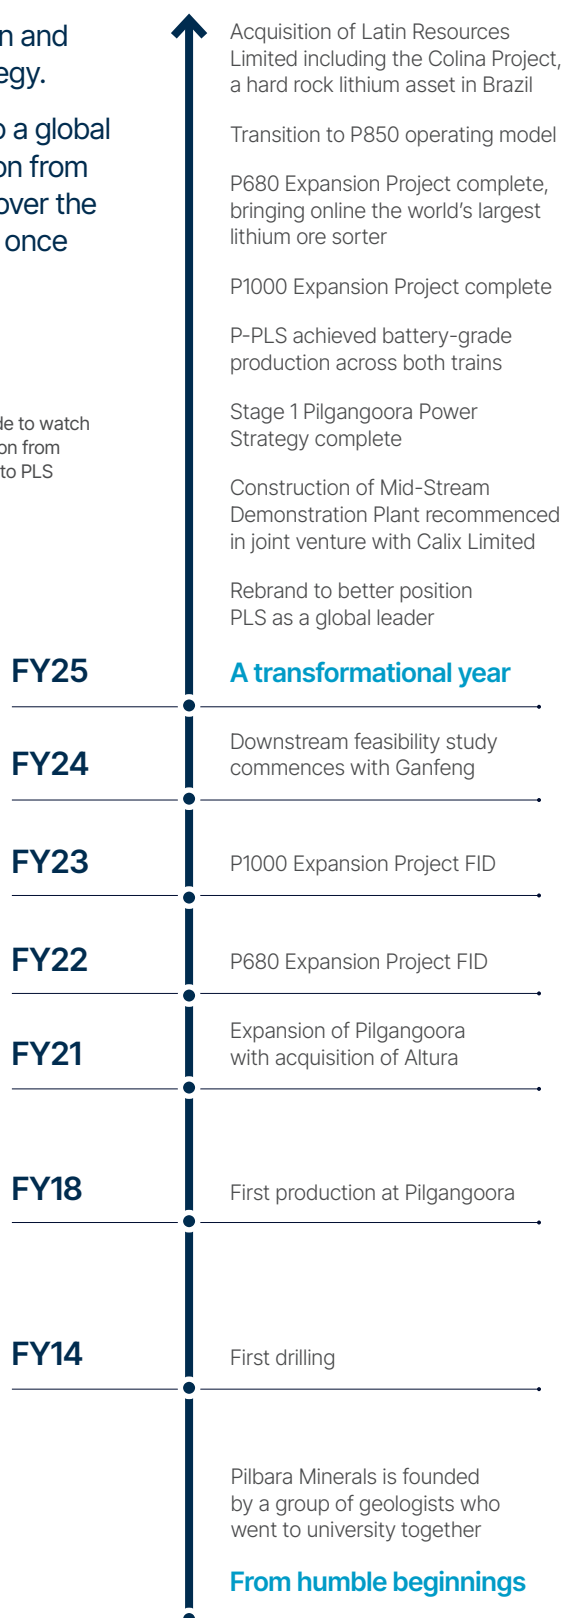 n and
egy.
o a global
on from
over the
once
de to watch
on from
to PLS
Acquisition of Latin Resources
Limited including the Colina Project,
a hard rock lithium asset in Brazil
Transition to P850 operating model
P680 Expansion Project complete,
bringing online the world's largest
lithium ore sorter
P1000 Expansion Project complete
P-PLS achieved battery-grade
production across both trains
Stage 1 Pilgangoora Power
Strategy complete
Construction of Mid-Stream
Demonstration Plant recommenced
in joint venture with Calix Limited
Rebrand to better position
PLS as a global leader
FY25
A transformational year
FY24
Downstream feasibility study
commences with Ganfeng
FY23
P1000 Expansion Project FID
FY22
P680 Expansion Project FID
FY21
Expansion of Pilgangoora
with acquisition of Altura
FY18
First production at Pilgangoora
FY14
First drilling
Pilbara Minerals is founded
by a group of geologists who
went to university together
From humble beginnings